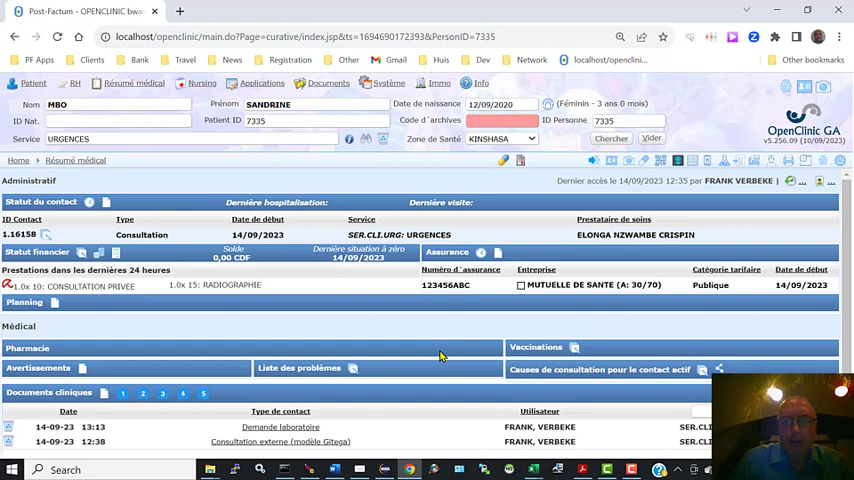 Post-Factum - OPENCLINIC bwa
localhost/openclinic/main.do?Page=curative/index.jsp&ts=1694690172393&PersonID=7335
PF Apps Clients Bank Travel News Registration Other Gmail Huis Dev Network localhost/openclini... Other bookmarks
Patient RH Résumé médical Nursing Applications Documents Système Immo Info
Nom MBO Prénom SANDRINE Date de naissance 12/09/2020 (Féminin - 3 ans 0 mois)
ID Nat. Patient ID 7335 Code d´archives ID Personne 7335
Service URGENCES Zone de Santé KINSHASA Chercher Vider
OpenClinic GA
v5.256.09 (10/09/2023)
Home Résumé médical
Administratif Dernier accès le 14/09/2023 12:35 par FRANK VERBEKE
Statut du contact Dernière hospitalisation: Dernière visite:
ID Contact Type Date de début Service Prestataire de soins
1.16158 Consultation 14/09/2023 SER.CLI.URG: URGENCES ELONGA NZWAMBE CRISPIN
Statut financier Solde 0,00 CDF Dernière situation à zéro 14/09/2023 Assurance
Prestations dans les dernières 24 heures Numéro d´assurance Entreprise Catégorie tarifaire Date de début
1.0x 10: CONSULTATION PRIVEE 1.0x 15: RADIOGRAPHIE 123456ABC MUTUELLE DE SANTE (A: 30/70) Publique 14/09/2023
Planning
Médical
Pharmacie Vaccinations
Avertissements Liste des problèmes Causes de consultation pour le contact actif
Documents cliniques 1 2 3 4 5
Date Type de contact Utilisateur
14-09-23 13:13 Demande laboratoire FRANK, VERBEKE SER.CLI
14-09-23 12:38 Consultation externe (modèle Gitega) FRANK, VERBEKE SER.CLI
Search